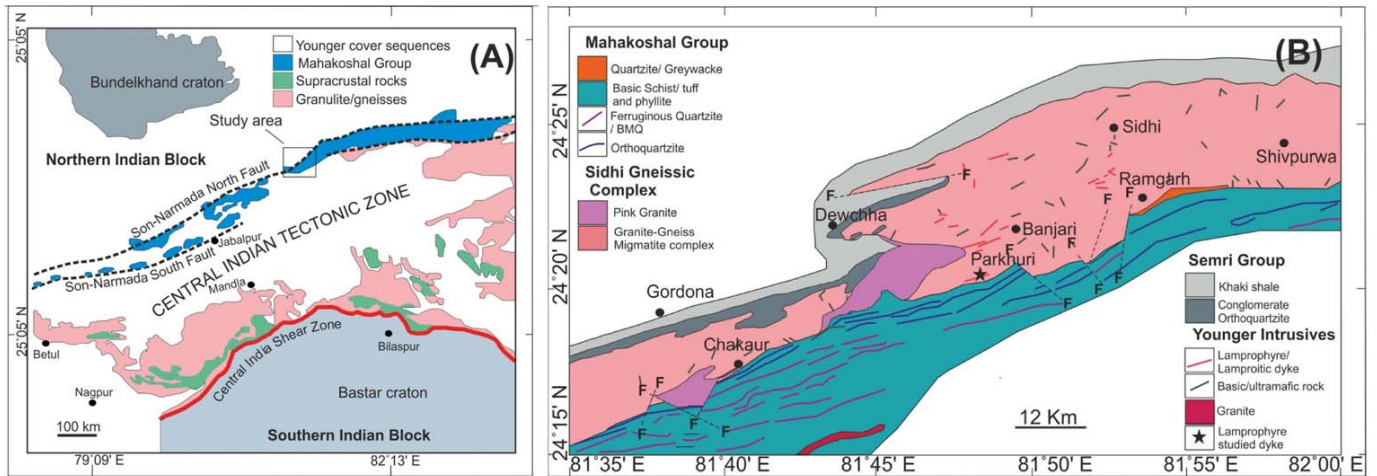 (A)
25°05' N
Bundelkhand craton
Younger cover sequences
Mahakoshal Group
Supracrustal rocks
Granulite/gneisses
Study area
Northern Indian Block
Son-Narmada North Fault
Son-Narmada South Fault
Jabalpur
CENTRAL INDIAN TECTONIC ZONE
Mandla
25°05' N
Betul
Central India Shear Zone
Bilaspur
Nagpur
Bastar craton
100 km
Southern Indian Block
79°09' E
82°13' E
(B)
Mahakoshal Group
Quartzite/ Greywacke
Basic Schist/ tuff
and phyllite
Ferruginous Quartzite
/ BMQ
Orthoquartzite
Sidhi Gneissic
Complex
Pink Granite
Granite-Gneiss
Migmatite complex
24°25' N
24°20' N
24°15' N
Sidhi
Shivpurwa
Ramgarh
F
F
F
F
Dewchha
Banjari
F
F
Parkhuri
F
F
F
Gordona
Chakaur
F
F
F
F
F
12 Km
Semri Group
Khaki shale
Conglomerate
Orthoquartzite
Younger Intrusives
Lamprophyre/
Lamproitic dyke
Basic/ultramafic rock
Granite
Lamprophyre
studied dyke
81°35' E
81°40' E
81°45' E
81°50' E
81°55' E
82°00' E